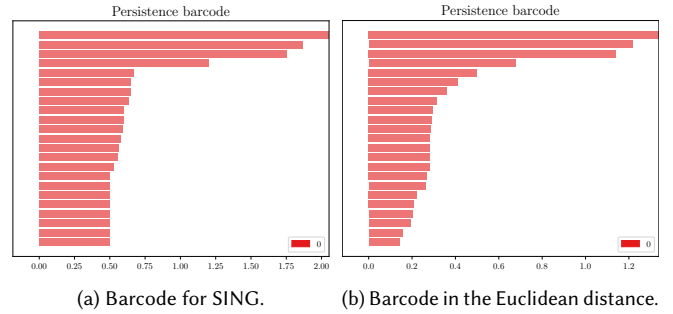 Persistence barcode
0
0.00 0.25 0.50 0.75 1.00 1.25 1.50 1.75 2.00
(a) Barcode for SING.
Persistence barcode
0
0.0 0.2 0.4 0.6 0.8 1.0 1.2
(b) Barcode in the Euclidean distance.